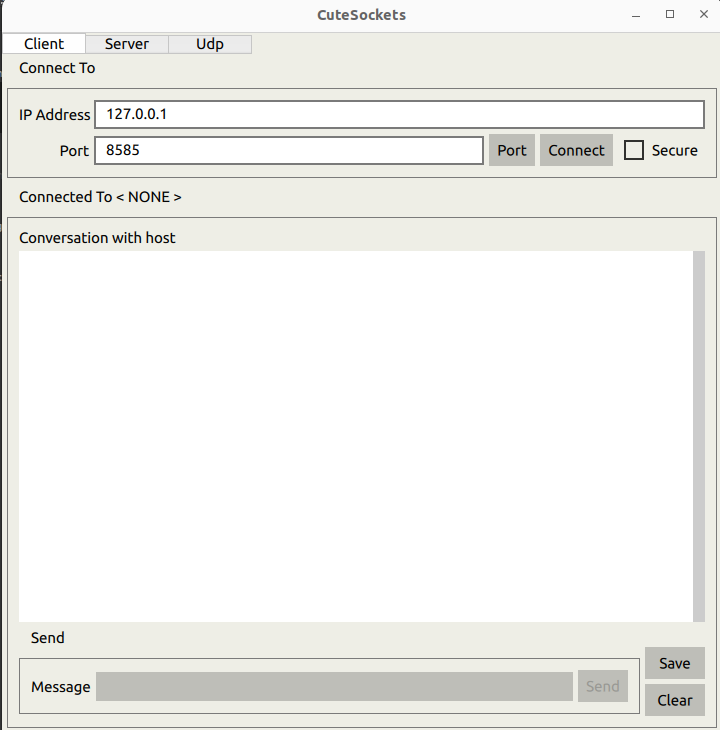 CuteSockets
Client Server Udp
Connect To
IP Address 127.0.0.1
Port 8585 Port Connect Secure
Connected To < NONE >
Conversation with host
Send
Message Send
Save
Clear